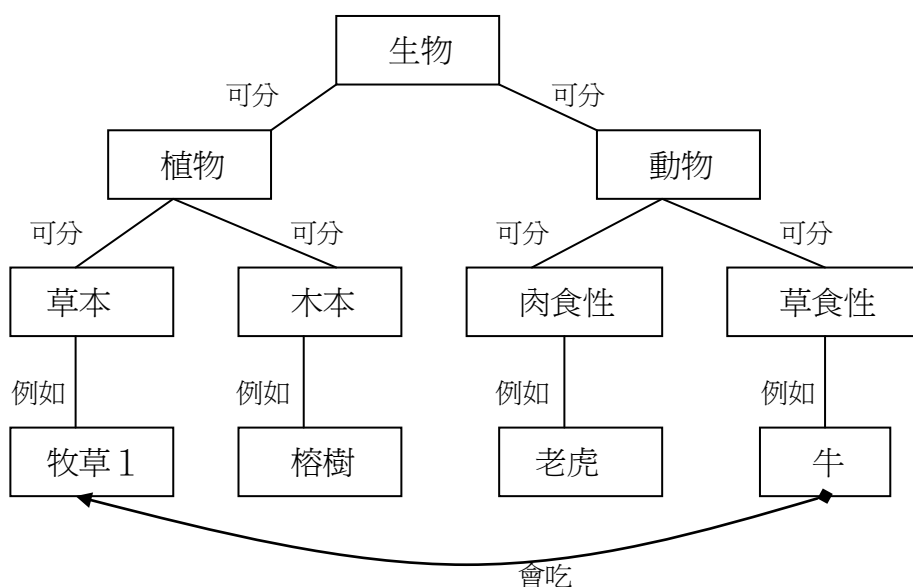 生物
可分
可分
植物
動物
可分
可分
可分
可分
草本
木本
肉食性
草食性
例如
例如
例如
例如
牧草１
榕樹
老虎
牛
會吃